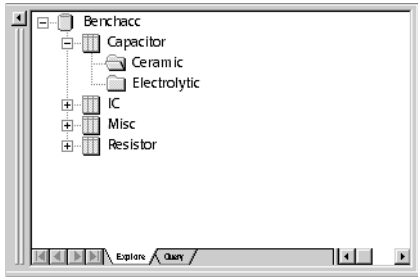 Benchacc
Capacitor
Ceramic
Electrolytic
IC
Misc
Resistor
Explore Query